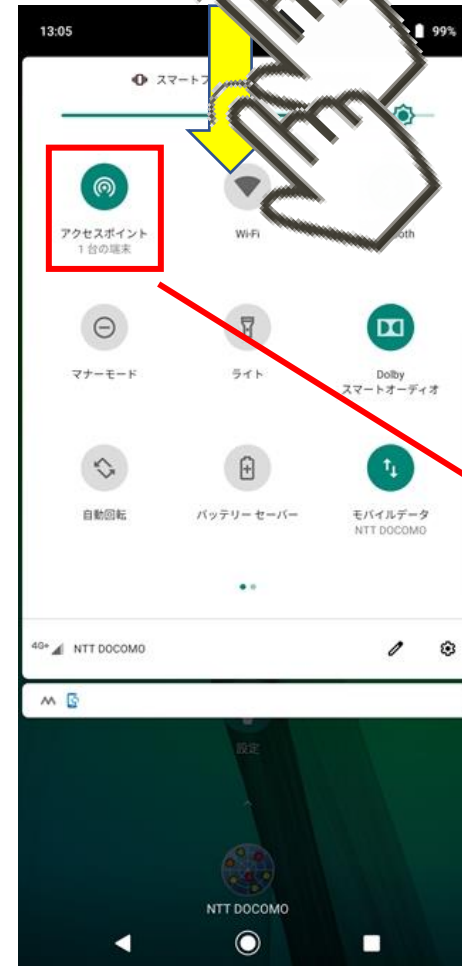 13:05
99%
スマートフ
アクセスポイント
1 台の端末
Wi-Fi
oth
マナーモード
ライト
Dolby
スマートオーディオ
自動回転
バッテリー セーバー
モバイルデータ
NTT DOCOMO
4G+
NTT DOCOMO
設定
NTT DOCOMO